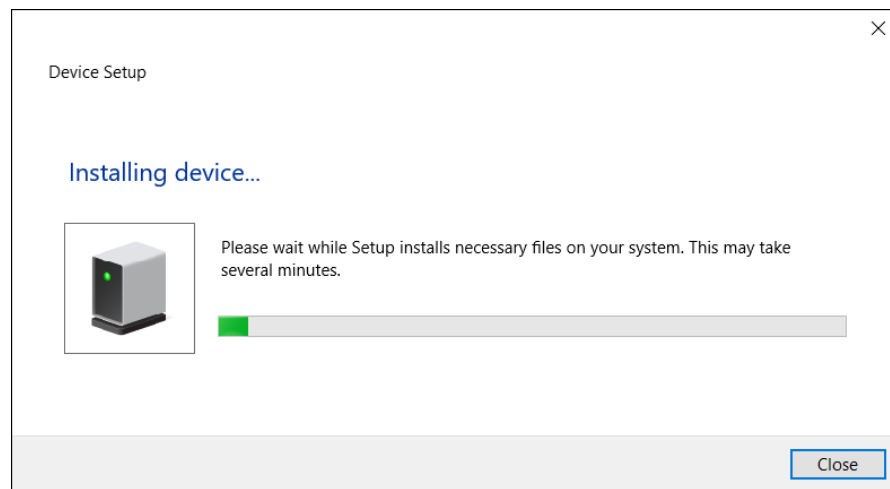 Device Setup
Installing device...
Please wait while Setup installs necessary files on your system. This may take
several minutes.
Close